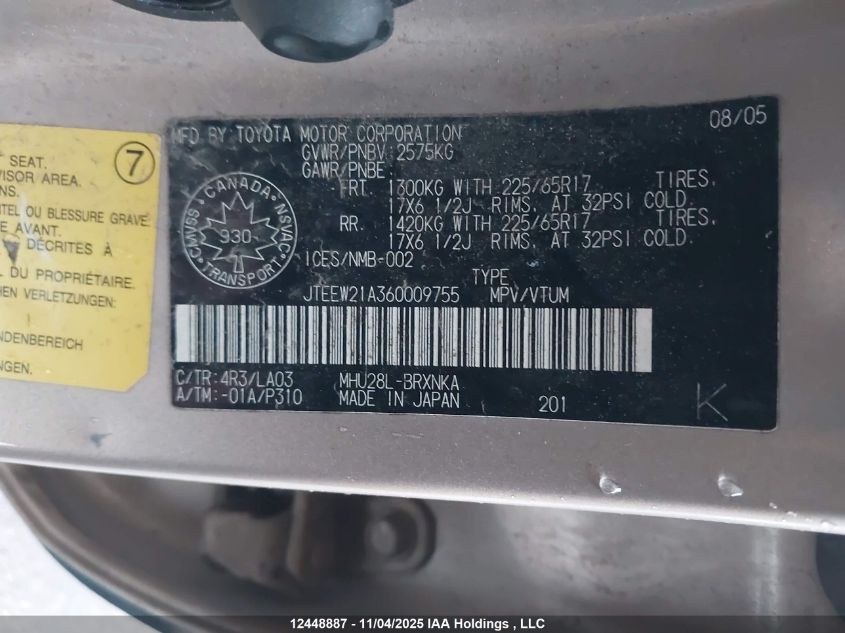 T SEAT.
VISOR AREA.
NS.
TEL OU BLESSURE GRAVE
E AVANT.
DÉCRITES À
L DU PROPRIÉTAIRE.
HEN VERLETZUNGEN.
NDENBEREICH
NGEN.
7
08/05
MFD BY TOYOTA MOTOR CORPORATION
GVWR/PNBV 2575KG
GAWR/PNBE
FRT. 1300KG WITH 225/65R17 TIRES,
17X6 1/2J RIMS, AT 32PSI COLD.
RR. 1420KG WITH 225/65R17 TIRES,
17X6 1/2J RIMS, AT 32PSI COLD.
ICES/NMB-002
CANADA
CMVSS 930 NSVAC
TRANSPORT
TYPE
JTEEW21A360009755 MPV/VTUM
C/TR:4R3/LA03 MHU28L-BRXNKA
A/TM:-01A/P310 MADE IN JAPAN 201 K
12448887 - 11/04/2025 IAA Holdings , LLC